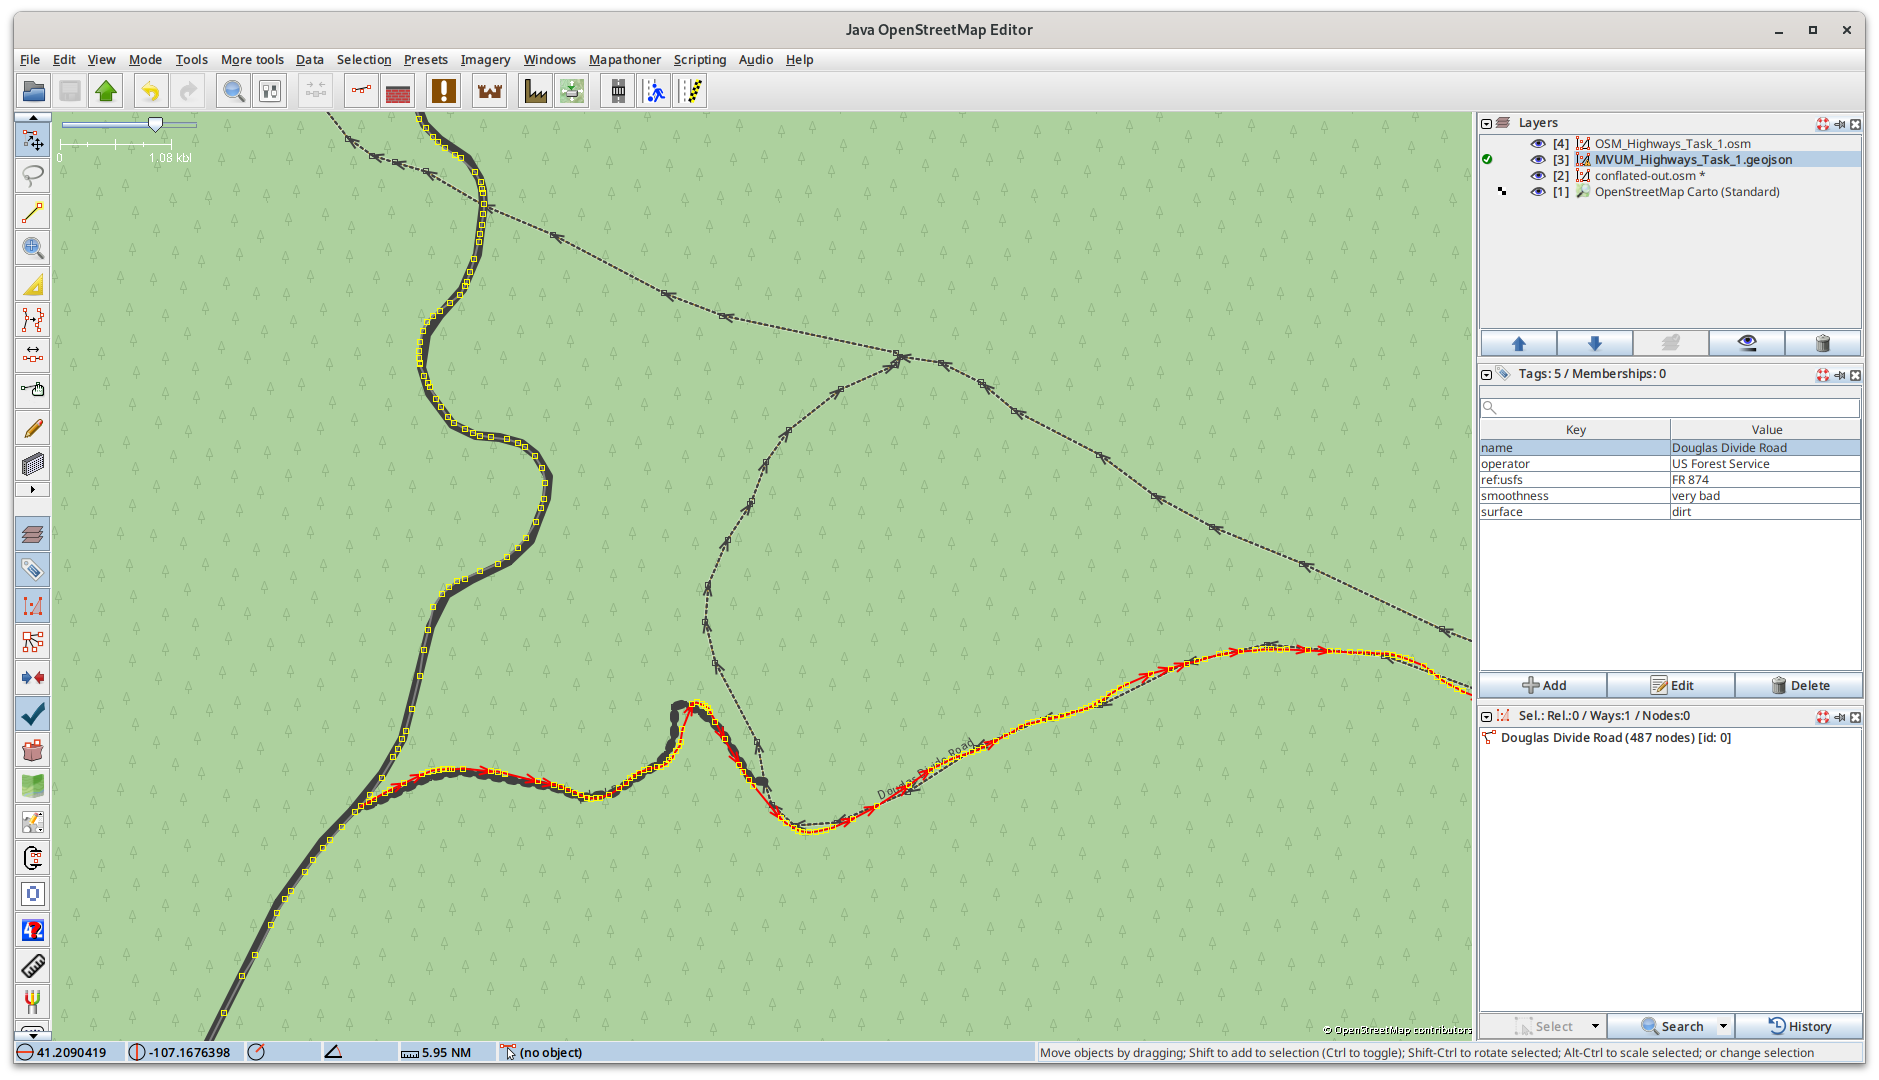 Java OpenStreetMap Editor
File Edit View Mode Tools More tools Data Selection Presets Imagery Windows Mapathoner Scripting Audio Help
0 1.08 kbl
Douglas Divide Road
© OpenStreetMap contributors
Layers
[4] OSM_Highways_Task_1.osm
[3] MVUM_Highways_Task_1.geojson
[2] conflated-out.osm *
[1] OpenStreetMap Carto (Standard)
Tags: 5 / Memberships: 0
Key Value
name Douglas Divide Road
operator US Forest Service
ref:usfs FR 874
smoothness very bad
surface dirt
Add Edit Delete
Sel.: Rel.:0 / Ways:1 / Nodes:0
Douglas Divide Road (487 nodes) [id: 0]
Select Search History
41.2090419 -107.1676398 5.95 NM (no object) Move objects by dragging; Shift to add to selection (Ctrl to toggle); Shift-Ctrl to rotate selected; Alt-Ctrl to scale selected; or change selection